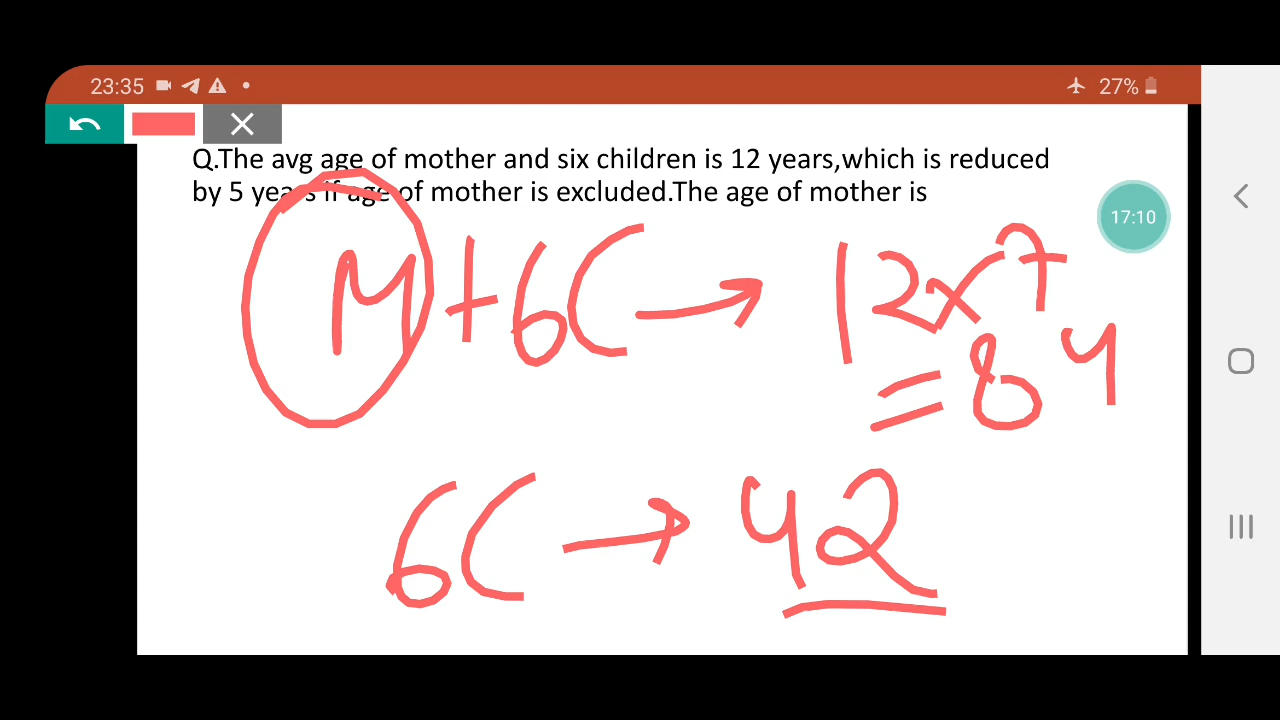 23:35
27%
Q.The avg age of mother and six children is 12 years,which is reduced
by 5 years if age of mother is excluded.The age of mother is
17:10
M+6C → 12x7
= 84
6C → 42